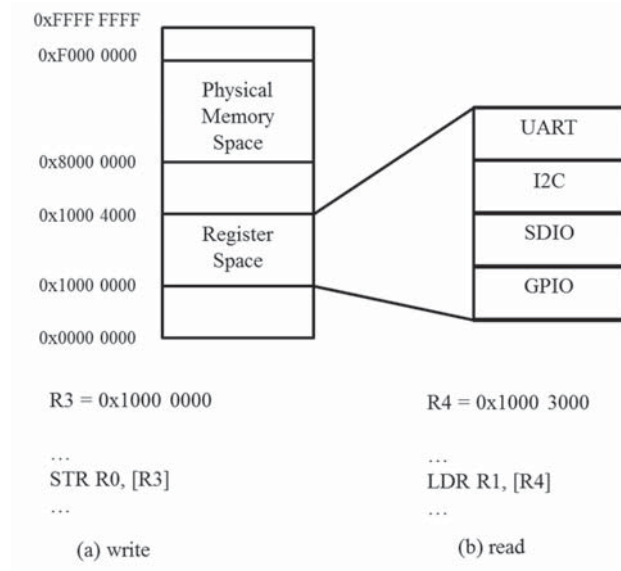 0xFFFF FFFF
0xF000 0000
Physical
Memory
Space
0x8000 0000
0x1000 4000
Register
Space
0x1000 0000
0x0000 0000
UART
I2C
SDIO
GPIO
R3 = 0x1000 0000
…
STR R0, [R3]
…
(a) write
R4 = 0x1000 3000
…
LDR R1, [R4]
…
(b) read